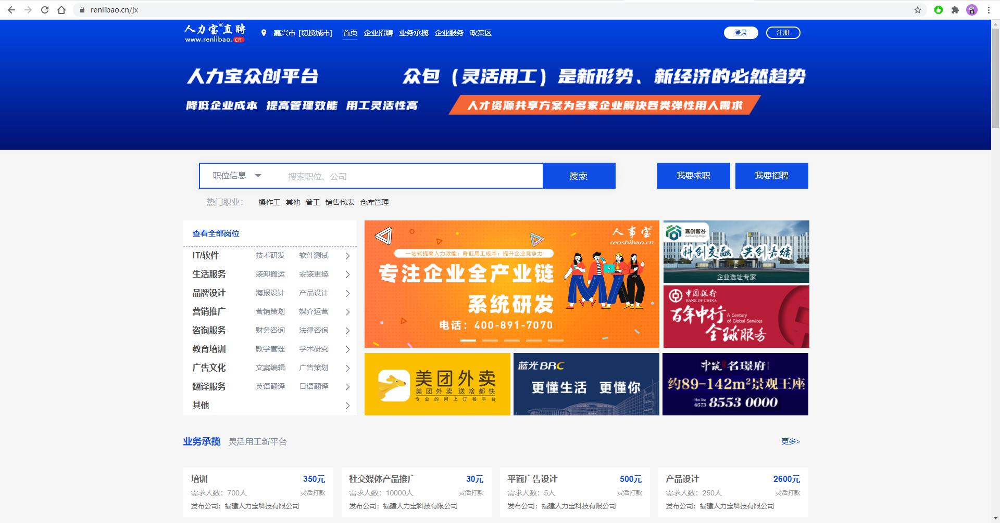 renlibao.cn/jx
人力宝®直聘
www.renlibao.cn
嘉兴市 [切换城市] 首页 企业招聘 业务承揽 企业服务 政策区
登录 注册
人力宝众创平台 众包（灵活用工）是新形势、新经济的必然趋势
降低企业成本 提高管理效能 用工灵活性高 人才资源共享方案为多家企业解决各类弹性用人需求
职位信息 搜索职位、公司 搜索 我要求职 我要招聘
热门职业： 操作工 其他 普工 销售代表 仓库管理
查看全部岗位
IT/软件 技术研发 软件测试
生活服务 装卸搬运 安装更换
品牌设计 海报设计 产品设计
营销推广 营销策划 媒介运营
咨询服务 财务咨询 法律咨询
教育培训 教学管理 学术研究
广告文化 文案编辑 广告策划
翻译服务 英语翻译 日语翻译
其他
人事宝®
renshibao.cn
一站式提高人力效能；降低用工成本；提升企业竞争力
专注企业全产业链
系统研发
电话：400-891-7070
嘉创智谷
Jiachuang Zhigu
科创交融 共创嘉绩
企业选址专家
中国银行
BANK OF CHINA
百年中行
A Century
of Global Services
全球服务
美团外卖
美团外卖 送啥都快
专业的网上订餐平台
蓝光BRC
更懂生活 更懂你
中筑 名璟府
约89-142m²景观王座
Hot-line
0573 8553 0000
业务承揽 灵活用工新平台 更多>
培训 350元
需求人数：700人 灵活打款
发布公司：福建人力宝科技有限公司
社交媒体产品推广 30元
需求人数：10000人 灵活打款
发布公司：福建人力宝科技有限公司
平面广告设计 500元
需求人数：5人 灵活打款
发布公司：福建人力宝科技有限公司
产品设计 2600元
需求人数：250人 灵活打款
发布公司：福建人力宝科技有限公司